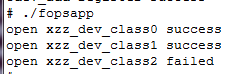 # ./fopsapp
open xzz_dev_class0 success
open xzz_dev_class1 success
open xzz_dev_class2 failed